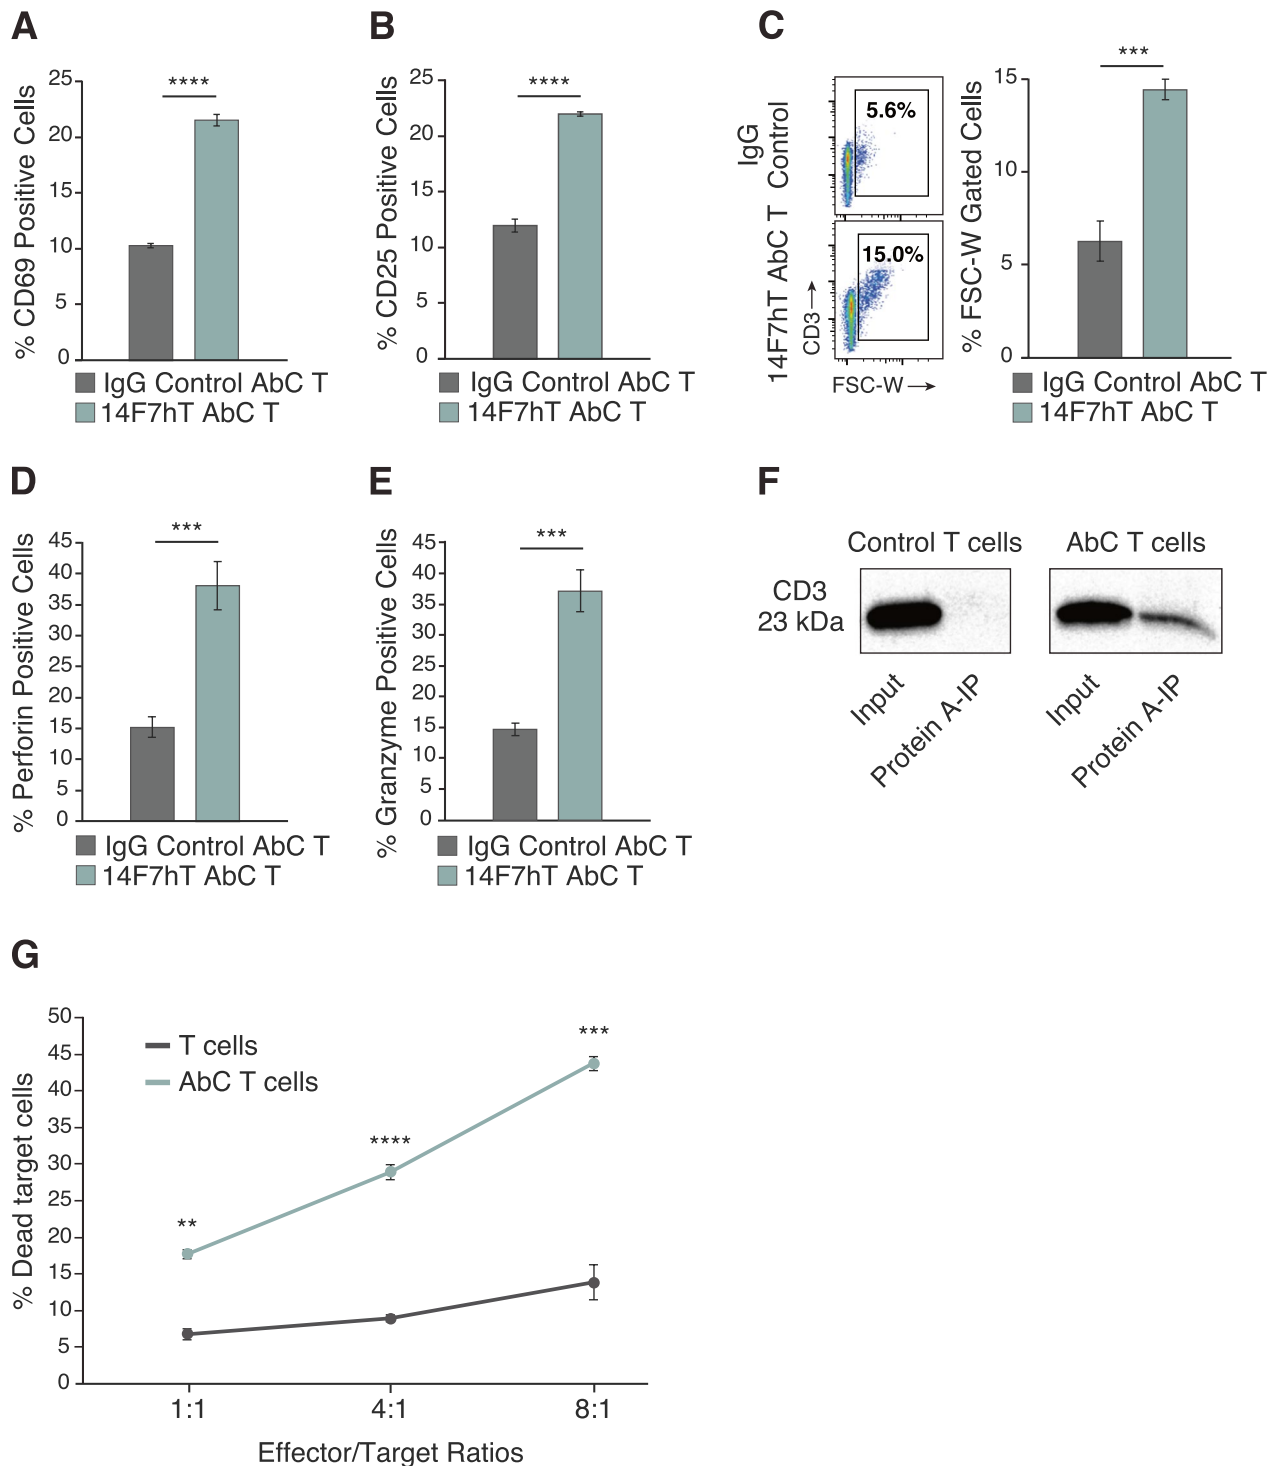 A
% CD69 Positive Cells
25
20
15
10
5
0
****
IgG Control AbC T
14F7hT AbC T
B
% CD25 Positive Cells
25
20
15
10
5
0
****
IgG Control AbC T
14F7hT AbC T
C
IgG
Control
14F7hT AbC T
5.6%
15.0%
CD3
FSC-W
% FSC-W Gated Cells
15
10
5
0
***
IgG Control AbC T
14F7hT AbC T
D
% Perforin Positive Cells
45
40
35
30
25
20
15
10
5
0
***
IgG Control AbC T
14F7hT AbC T
E
% Granzyme Positive Cells
45
40
35
30
25
20
15
10
5
0
***
IgG Control AbC T
14F7hT AbC T
F
Control T cells
AbC T cells
CD3
23 kDa
Input
Protein A-IP
Input
Protein A-IP
G
% Dead target cells
50
45
40
35
30
25
20
15
10
5
0
T cells
AbC T cells
**
****
***
1:1
4:1
8:1
Effector/Target Ratios